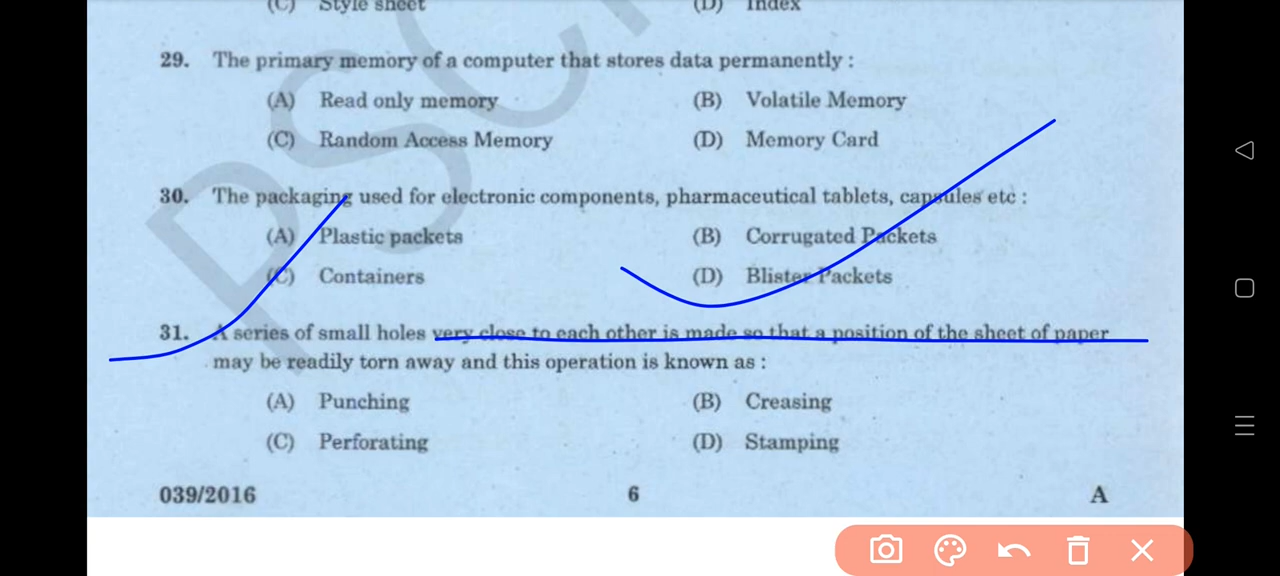 (C) Style sheet (D) Index
29. The primary memory of a computer that stores data permanently :
(A) Read only memory (B) Volatile Memory
(C) Random Access Memory (D) Memory Card
30. The packaging used for electronic components, pharmaceutical tablets, capsules etc :
(A) Plastic packets (B) Corrugated Packets
(C) Containers (D) Blister Packets
31. A series of small holes very close to each other is made so that a position of the sheet of paper
may be readily torn away and this operation is known as :
(A) Punching (B) Creasing
(C) Perforating (D) Stamping
039/2016 6 A